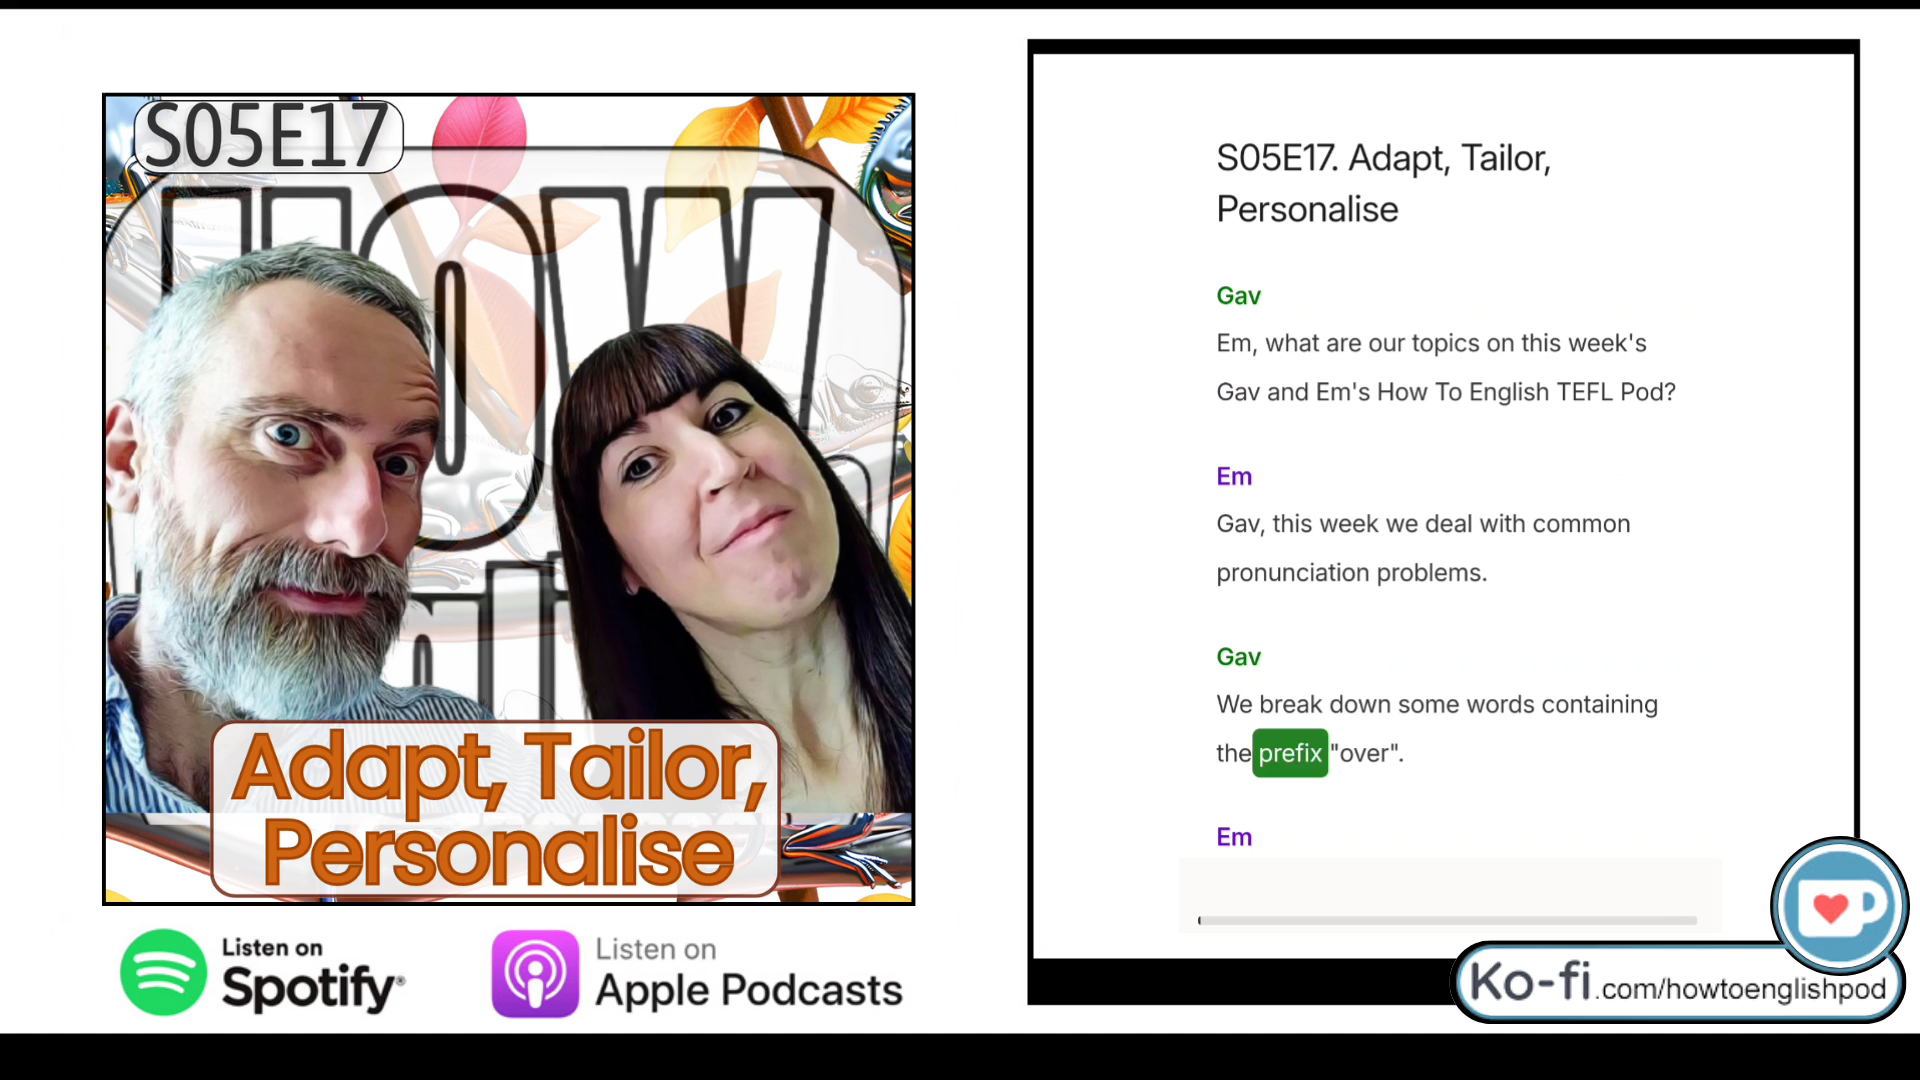 S05E17
HOW
Adapt, Tailor,
Personalise
Listen on
Spotify®
Listen on
Apple Podcasts
S05E17. Adapt, Tailor,
Personalise
Gav
Em, what are our topics on this week's
Gav and Em's How To English TEFL Pod?
Em
Gav, this week we deal with common
pronunciation problems.
Gav
We break down some words containing
the prefix "over".
Em
Ko-fi.com/howtoenglishpod